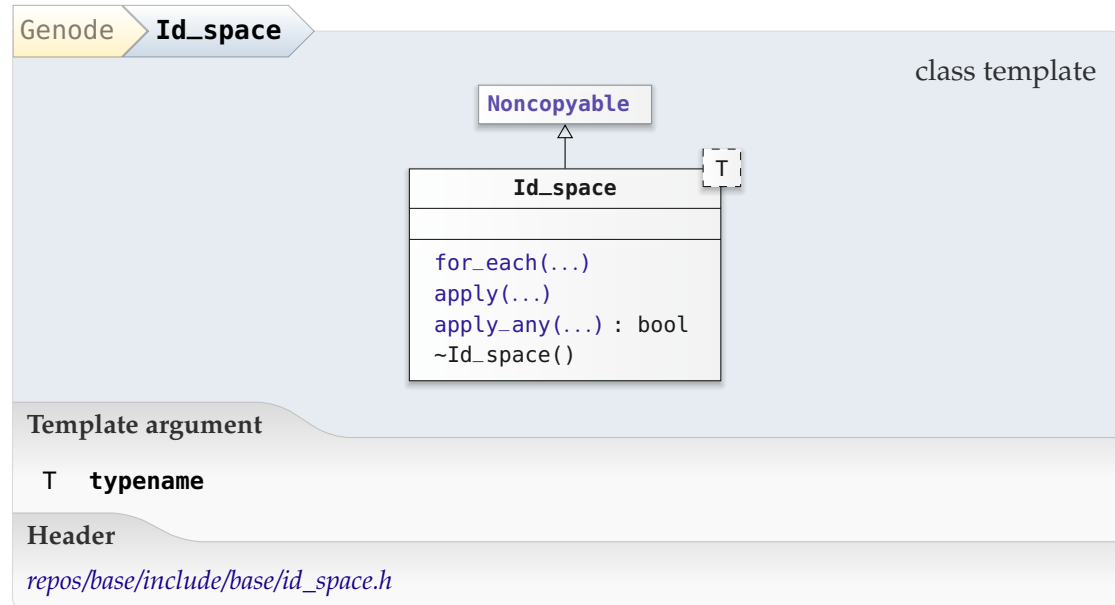 Genode Id_space
class template
Noncopyable
T
Id_space
for_each(...)
apply(...)
apply_any(...) : bool
~Id_space()
Template argument
T typename
Header
repos/base/include/base/id_space.h